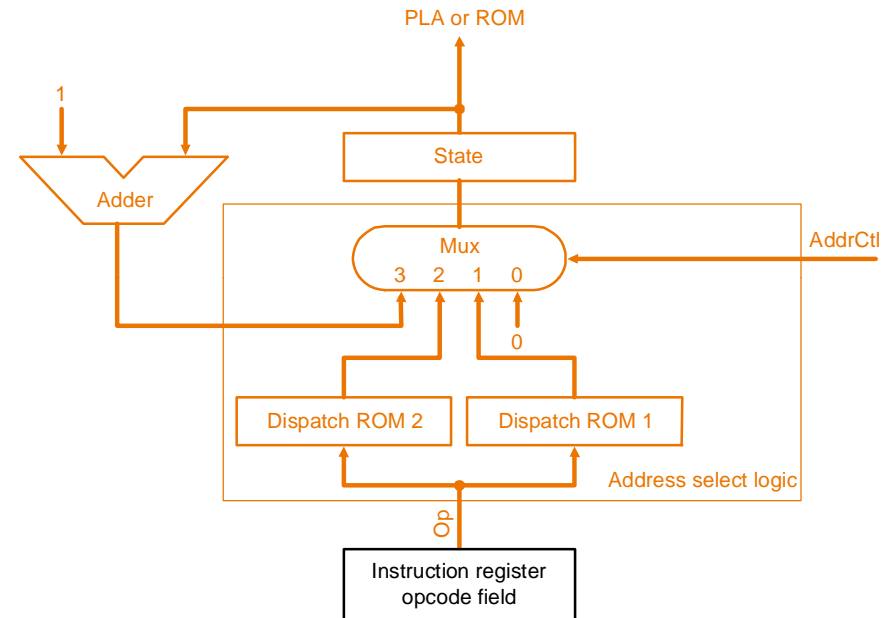 PLA or ROM
1
State
Adder
AddrCtl
Mux
3 2 1 0
0
Dispatch ROM 2
Dispatch ROM 1
Address select logic
Op
Instruction register
opcode field